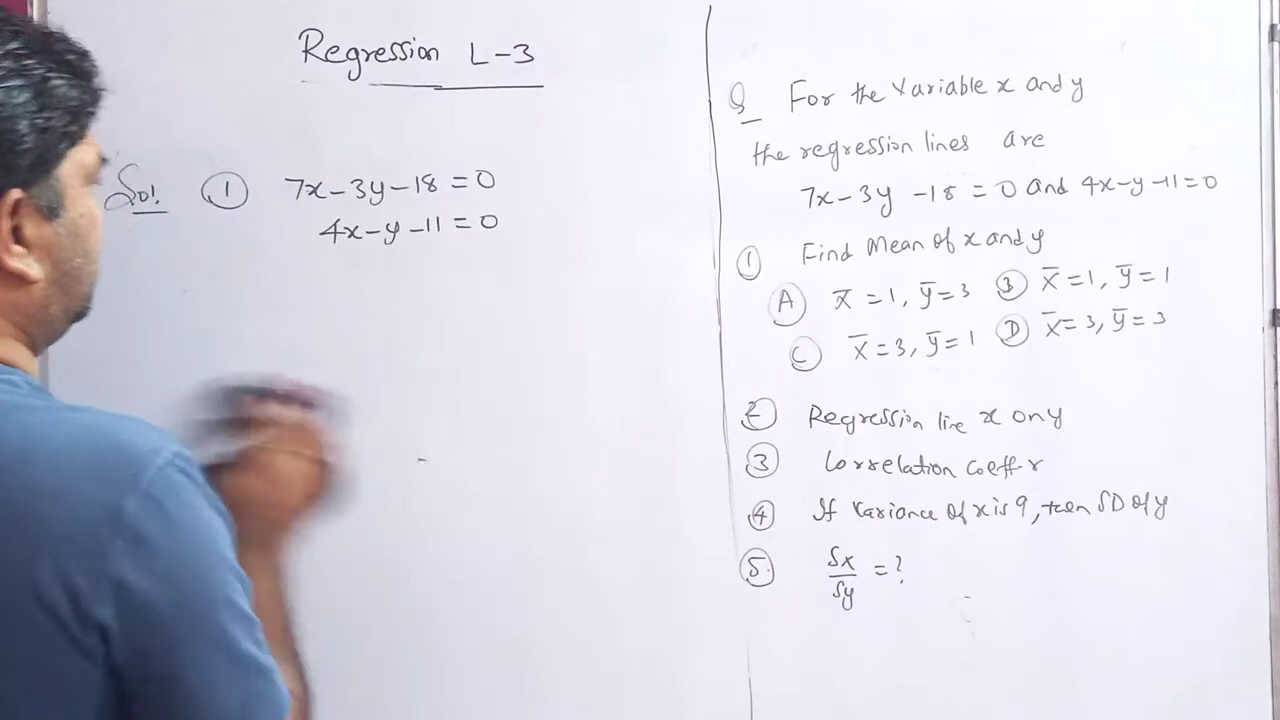 Regression L-3
Sol. ① 7x-3y-18=0
4x-y-11=0
Q For the Variable x and y
the regression lines are
7x-3y-18=0 and 4x-y-11=0
① Find Mean of x and y
Ⓐ x̄=1, ȳ=3 Ⓑ x̄=1, ȳ=1
Ⓒ x̄=3, ȳ=1 Ⓓ x̄=3, ȳ=3
② Regression line x on y
③ Correlation coeff r
④ If Variance of x is 9, then SD of y
⑤ Sx/Sy = ?